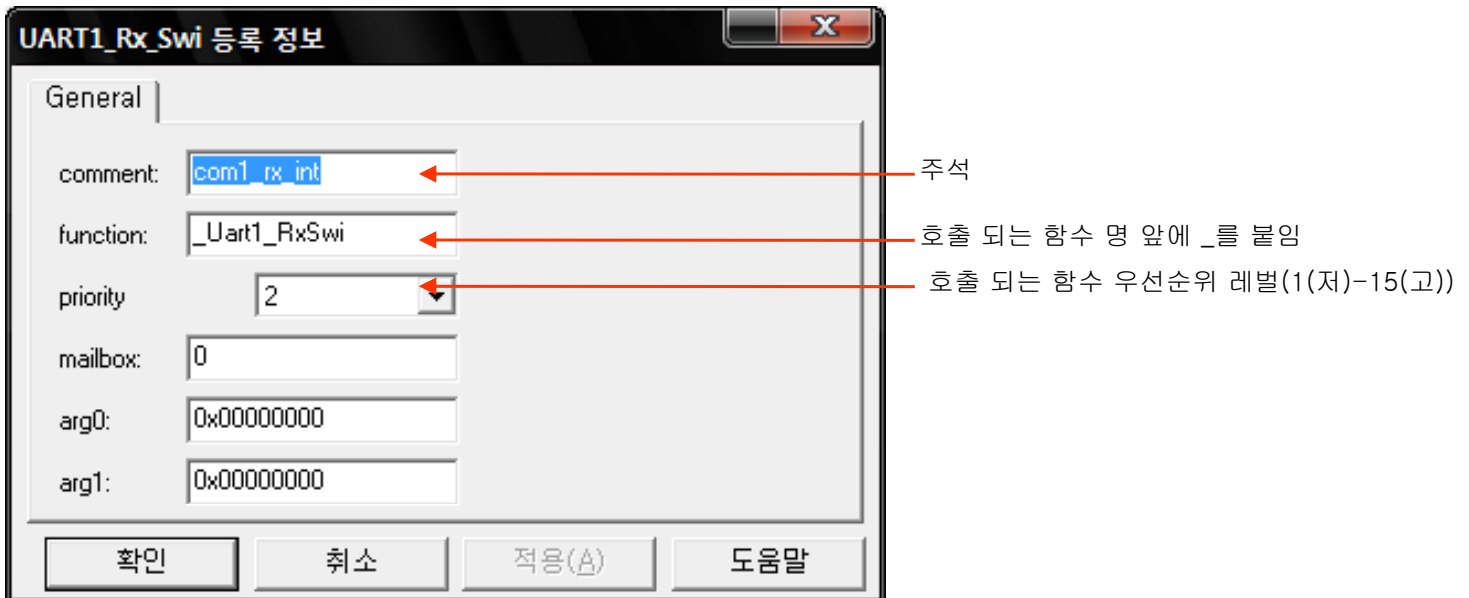 UART1_Rx_Swi 등록 정보
General
comment: com1_rx_int
주석
function: _Uart1_RxSwi
호출 되는 함수 명 앞에 _를 붙임
priority 2
호출 되는 함수 우선순위 레벌(1(저)-15(고))
mailbox: 0
arg0: 0x00000000
arg1: 0x00000000
확인 취소 적용(A) 도움말